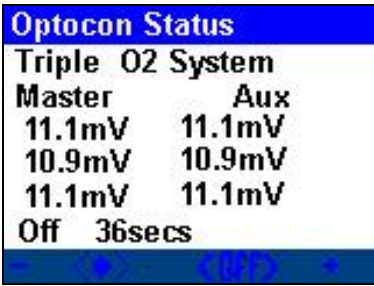 Optocon Status
Triple O2 System
Master Aux
11.1mV 11.1mV
10.9mV 10.9mV
11.1mV 11.1mV
Off 36secs
- <◆> <OFF> +